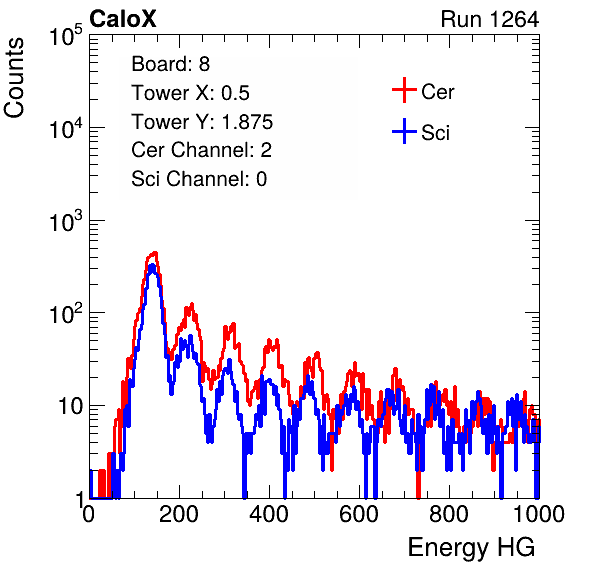 CaloX Run 1264
Counts
Board: 8
Tower X: 0.5
Tower Y: 1.875
Cer Channel: 2
Sci Channel: 0
Cer
Sci
10^5
10^4
10^3
10^2
10
1
0 200 400 600 800 1000
Energy HG